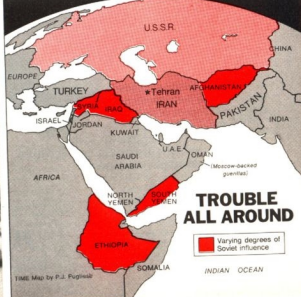 U.S.S.R.
CHINA
EUROPE
TURKEY
★Tehran
IRAN
AFGHANISTAN
SYRIA
IRAQ
PAKISTAN
ISRAEL
JORDAN
KUWAIT
INDIA
U.A.E.
OMAN
SAUDI
ARABIA
(Moscow-backed
guerrillas)
AFRICA
NORTH
YEMEN
SOUTH
YEMEN
TROUBLE
ALL AROUND
Varying degrees of
Soviet influence
ETHIOPIA
SOMALIA
INDIAN OCEAN
TIME Map by P.J. Pugliese